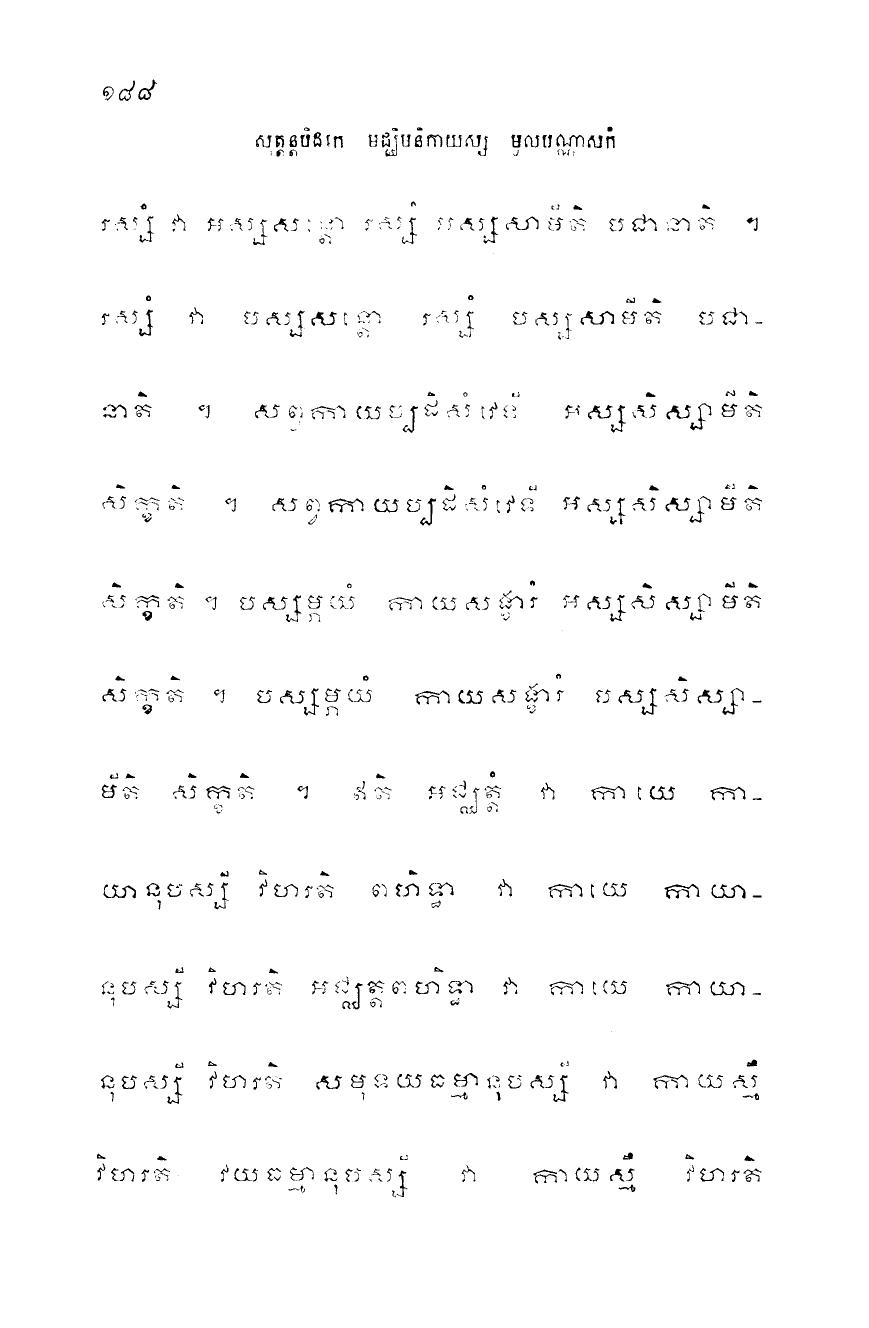 ១៨៨
សុត្តន្តបិដកេ មជ្ឈិមនិកាយស្ស មូលបណ្ណាសកំ
រស្សំ វា អស្សសន្តោ រស្សំ អស្សសាមីតិ បជានាតិ ។
រស្សំ វា បស្សសន្តោ រស្សំ បស្សសាមីតិ បជា-
នាតិ ។ សព្វកាយប្បដិសំវេទី អស្សសិស្សាមីតិ
សិក្ខតិ ។ សព្វកាយប្បដិសំវេទី អស្សសិស្សាមីតិ
សិក្ខតិ ។ បស្សម្ភយំ កាយសង្ខារំ អស្សសិស្សាមីតិ
សិក្ខតិ ។ បស្សម្ភយំ កាយសង្ខារំ បស្សសិស្សា-
មីតិ សិក្ខតិ ។ ឥតិ អជ្ឈត្តំ វា កាយេ កា-
យានុបស្សី វិហរតិ ពហិទ្ធា វា កាយេ កាយា-
នុបស្សី វិហរតិ អជ្ឈត្តពហិទ្ធា វា កាយេ កាយា-
នុបស្សី វិហរតិ សមុទយធម្មានុបស្សី វា កាយស្មឹ
វិហរតិ វយធម្មានុបស្សី វា កាយស្មឹ វិហរតិ